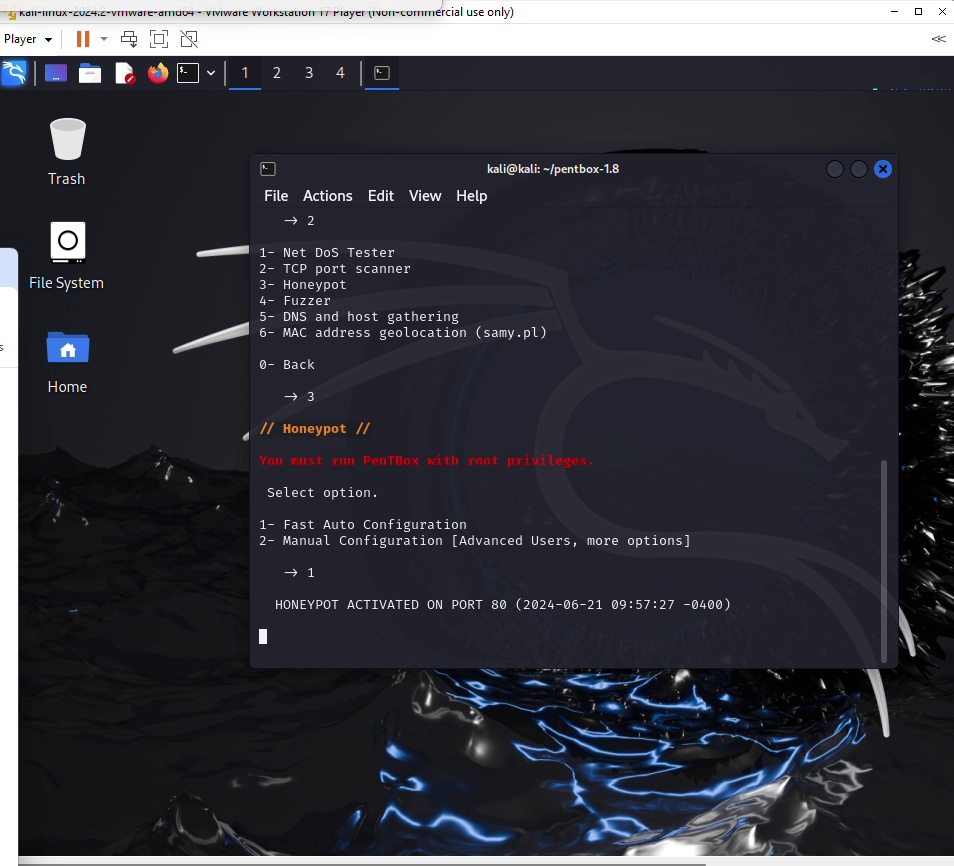 kali-linux-2024.2-vmware-amd64 - VMware Workstation 17 Player (Non-commercial use only)
Player
1 2 3 4
Trash
File System
Home
s
kali@kali: ~/pentbox-1.8
File Actions Edit View Help
→ 2
1- Net DoS Tester
2- TCP port scanner
3- Honeypot
4- Fuzzer
5- DNS and host gathering
6- MAC address geolocation (samy.pl)
0- Back
→ 3
// Honeypot //
You must run PenTBox with root privileges.
Select option.
1- Fast Auto Configuration
2- Manual Configuration [Advanced Users, more options]
→ 1
HONEYPOT ACTIVATED ON PORT 80 (2024-06-21 09:57:27 -0400)